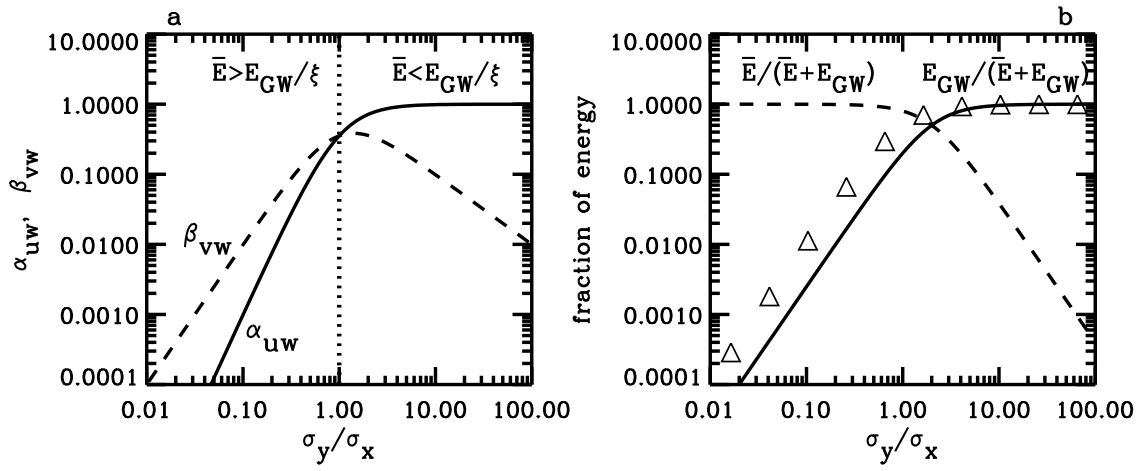 a
10.0000
1.0000
0.1000
0.0100
0.0010
0.0001
α_uw, β_vw
E̅>E_GW/ξ
E̅<E_GW/ξ
β_vw
α_uw
0.01 0.10 1.00 10.00 100.00
σ_y/σ_x
b
10.0000
1.0000
0.1000
0.0100
0.0010
0.0001
fraction of energy
E̅/(E̅+E_GW)
E_GW/(E̅+E_GW)
0.01 0.10 1.00 10.00 100.00
σ_y/σ_x